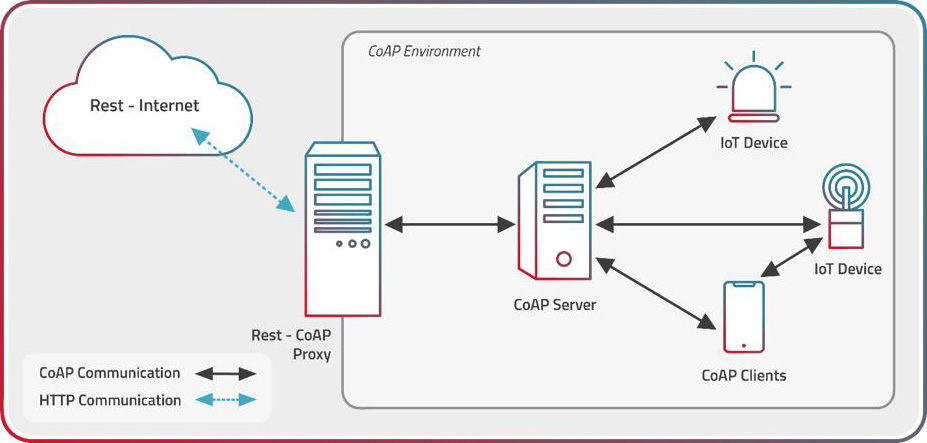 CoAP Environment
Rest - Internet
IoT Device
IoT Device
CoAP Server
Rest - CoAP
Proxy
CoAP Clients
CoAP Communication
HTTP Communication